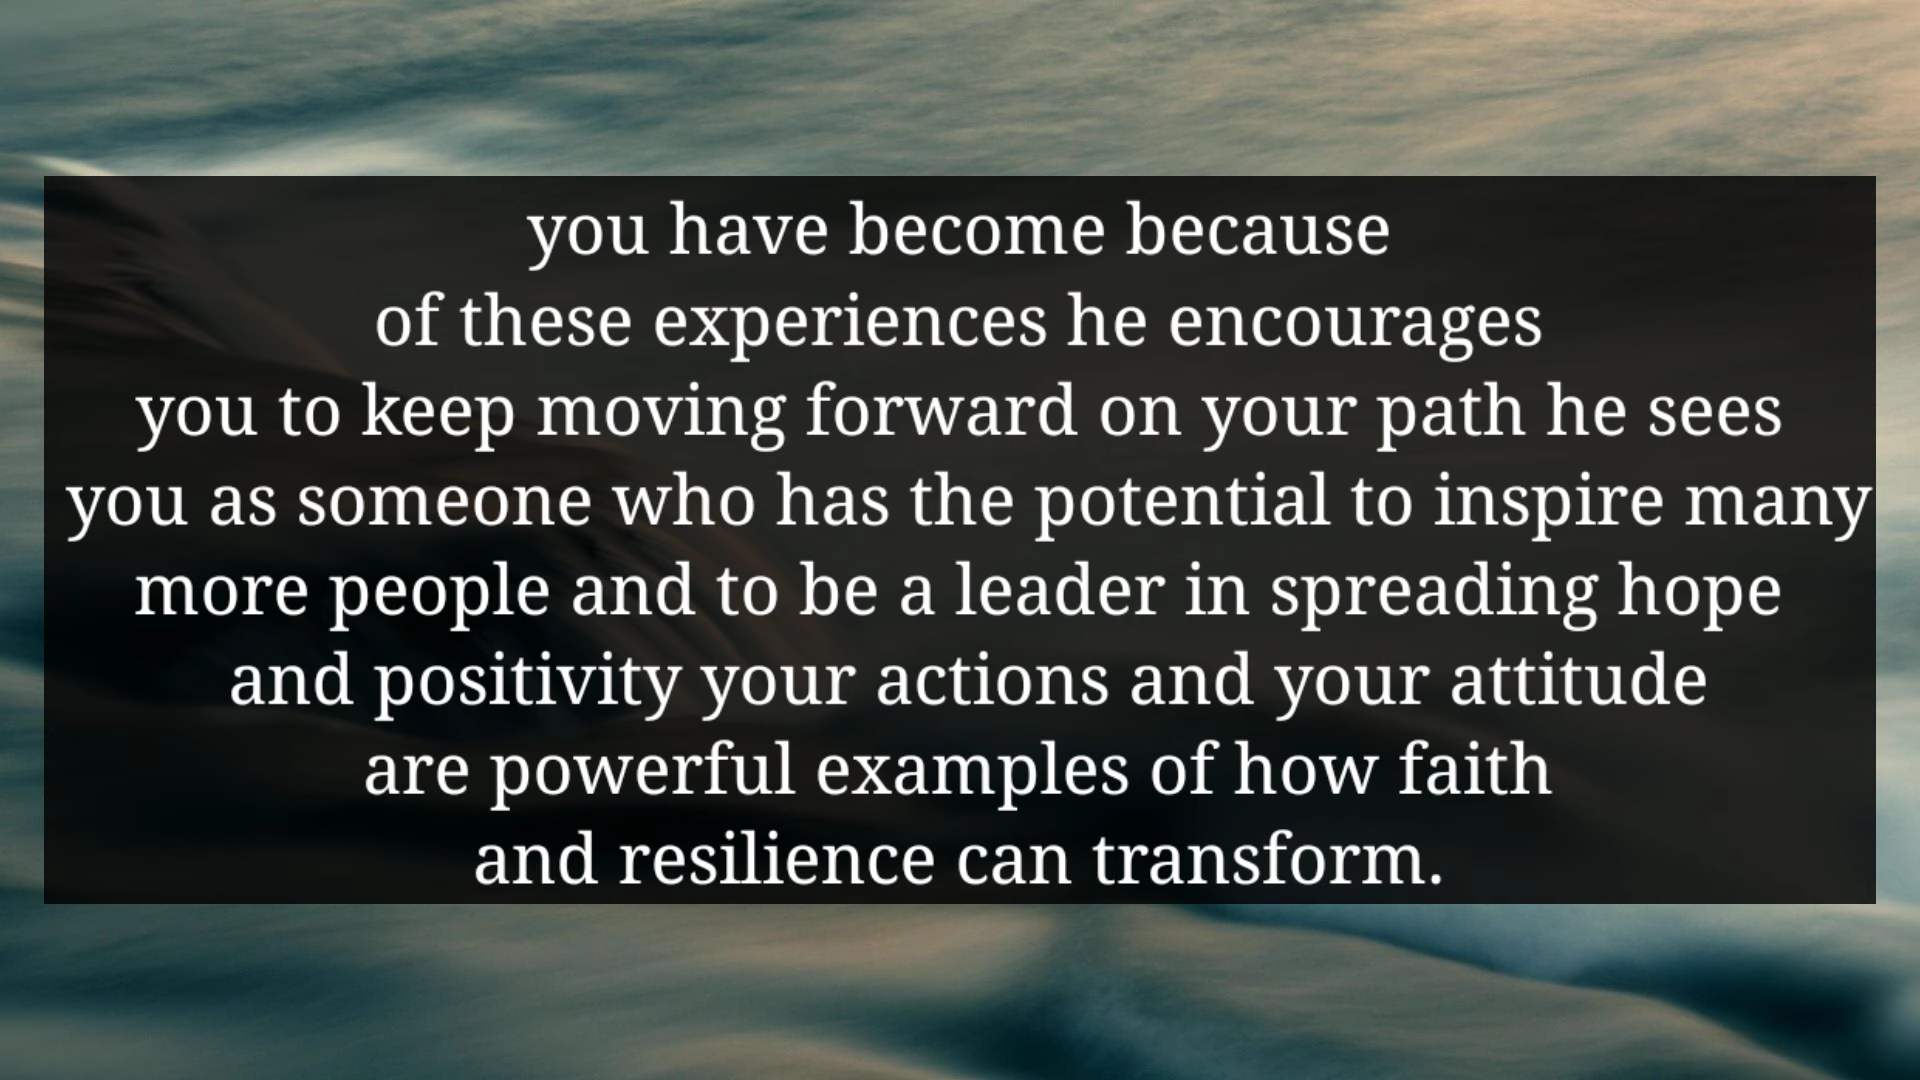 you have become because
of these experiences he encourages
you to keep moving forward on your path he sees
you as someone who has the potential to inspire many
more people and to be a leader in spreading hope
and positivity your actions and your attitude
are powerful examples of how faith
and resilience can transform.